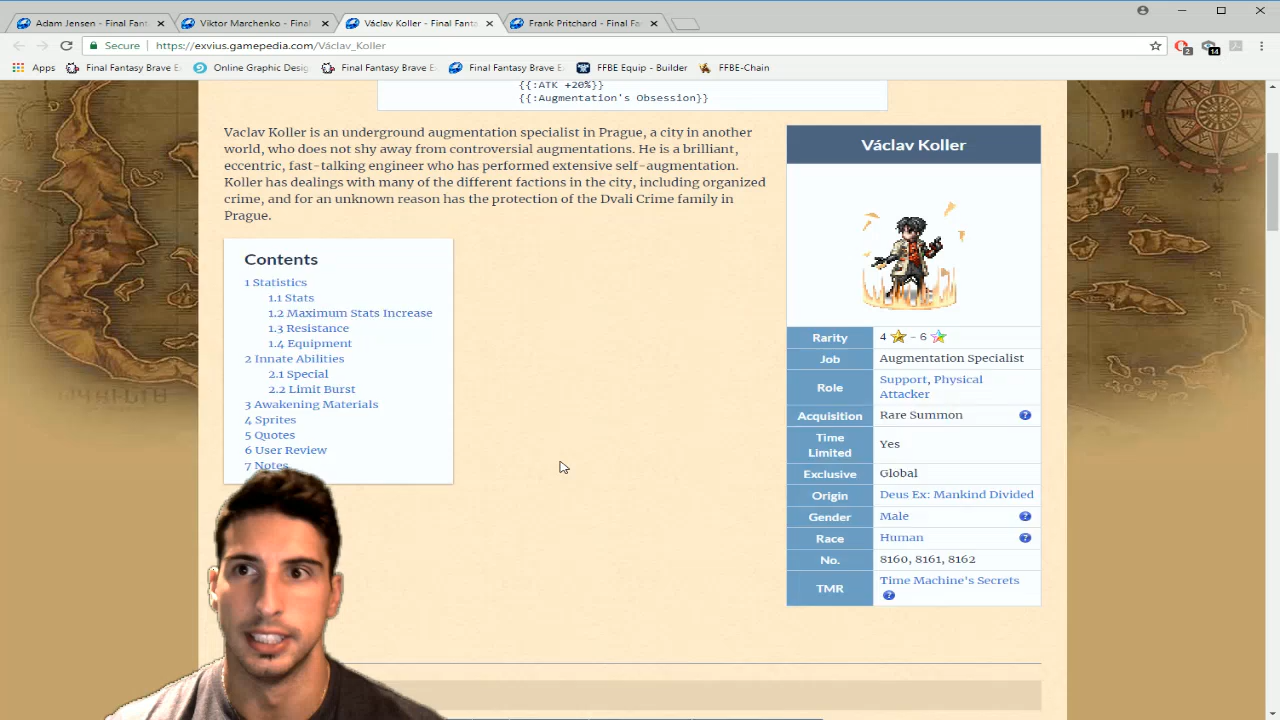 Adam Jensen - Final Fant
Viktor Marchenko - Final
Václav Koller - Final Fanta
Frank Pritchard - Final Fa
Secure
https://exvius.gamepedia.com/Václav_Koller
2
14
Apps
Final Fantasy Brave E
Online Graphic Desig
Final Fantasy Brave E
Final Fantasy Brave E
FFBE Equip - Builder
FFBE-Chain
{{:ATK +20%}}
{{:Augmentation's Obsession}}
Vaclav Koller is an underground augmentation specialist in Prague, a city in another
world, who does not shy away from controversial augmentations. He is a brilliant,
eccentric, fast-talking engineer who has performed extensive self-augmentation.
Koller has dealings with many of the different factions in the city, including organized
crime, and for an unknown reason has the protection of the Dvali Crime family in
Prague.
Contents
1 Statistics
1.1 Stats
1.2 Maximum Stats Increase
1.3 Resistance
1.4 Equipment
2 Innate Abilities
2.1 Special
2.2 Limit Burst
3 Awakening Materials
4 Sprites
5 Quotes
6 User Review
7 Notes
Václav Koller
Rarity 4 – 6
Job Augmentation Specialist
Role Support, Physical
Attacker
Acquisition Rare Summon ?
Time
Limited Yes
Exclusive Global
Origin Deus Ex: Mankind Divided
Gender Male ?
Race Human ?
No. 8160, 8161, 8162
TMR Time Machine's Secrets
?